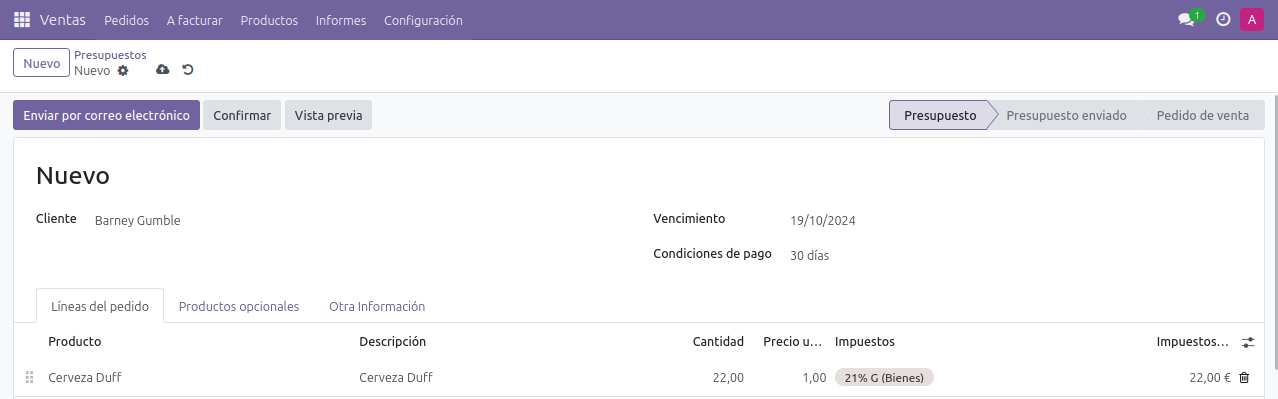 Ventas Pedidos A facturar Productos Informes Configuración 1 A
Nuevo Presupuestos
Nuevo
Enviar por correo electrónico Confirmar Vista previa Presupuesto Presupuesto enviado Pedido de venta
Nuevo
Cliente Barney Gumble Vencimiento 19/10/2024
Condiciones de pago 30 días
Líneas del pedido Productos opcionales Otra Información
Producto Descripción Cantidad Precio u... Impuestos Impuestos...
Cerveza Duff Cerveza Duff 22,00 1,00 21% G (Bienes) 22,00 €